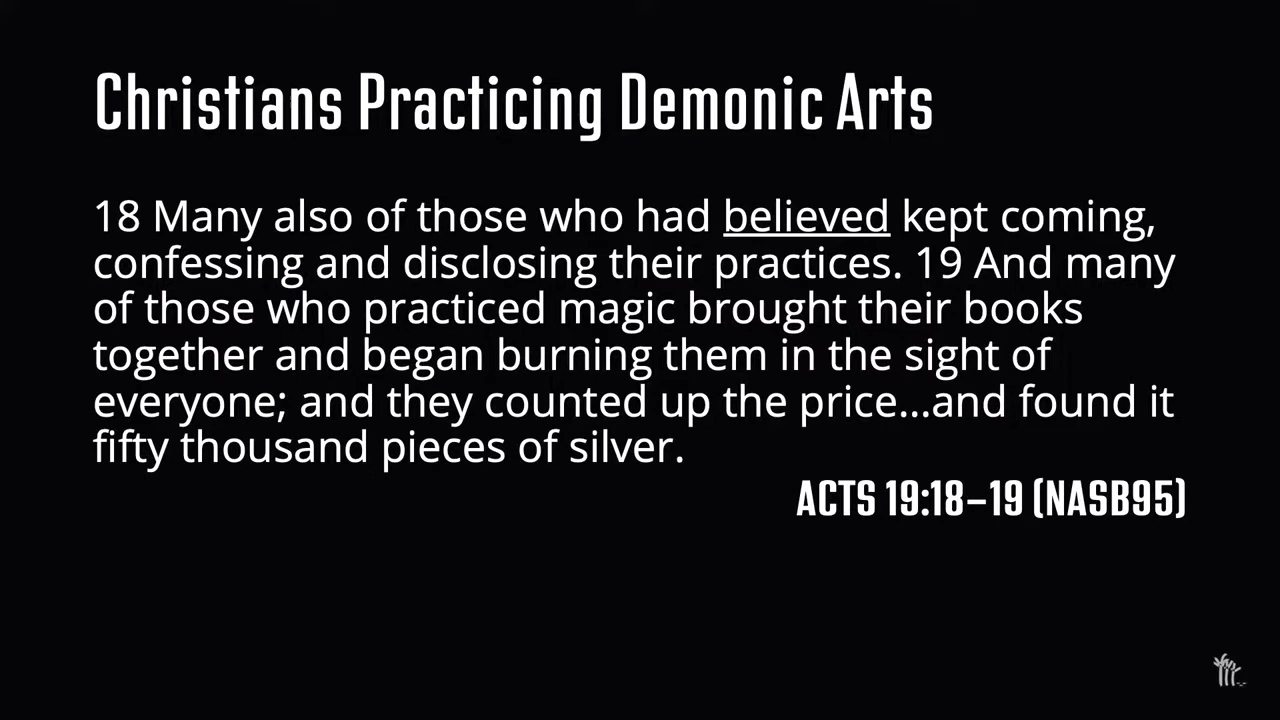 Christians Practicing Demonic Arts
18 Many also of those who had believed kept coming,
confessing and disclosing their practices. 19 And many
of those who practiced magic brought their books
together and began burning them in the sight of
everyone; and they counted up the price...and found it
fifty thousand pieces of silver.
ACTS 19:18–19 (NASB95)